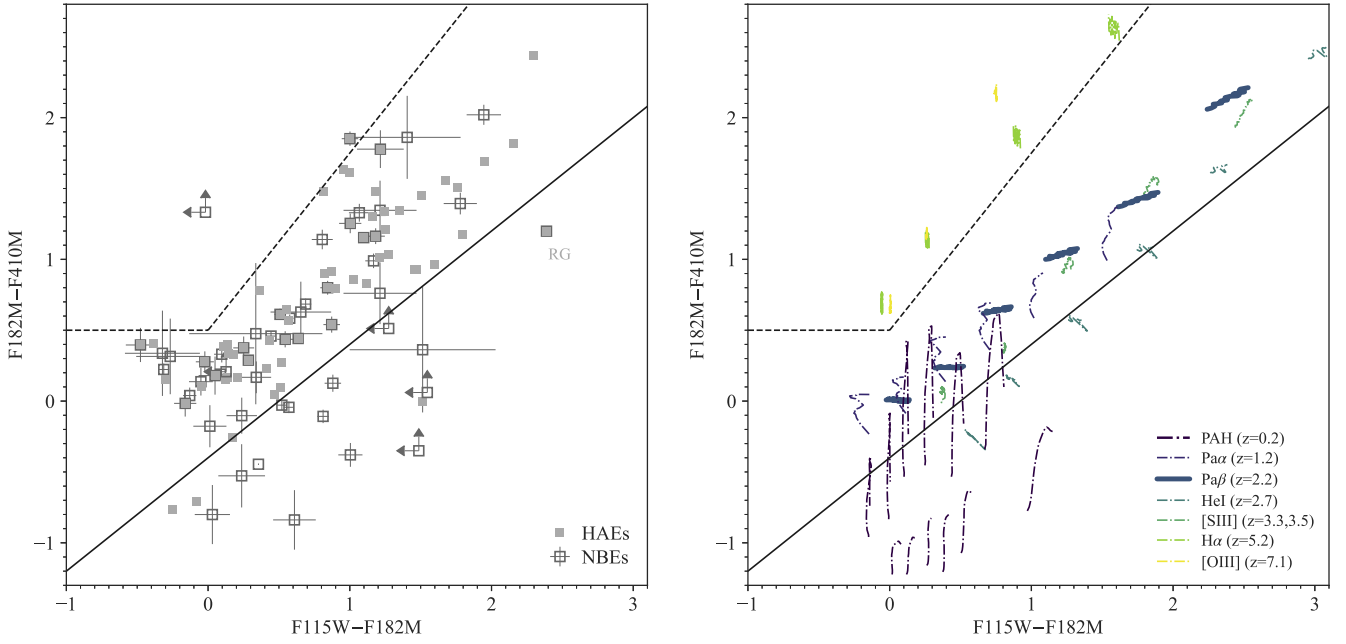 2
1
0
−1
F182M−F410M
−1
0
1
2
3
F115W−F182M
RG
HAEs
NBEs
2
1
0
−1
F182M−F410M
−1
0
1
2
3
F115W−F182M
PAH (z=0.2)
Paα (z=1.2)
Paβ (z=2.2)
HeI (z=2.7)
[SIII] (z=3.3,3.5)
Hα (z=5.2)
[OIII] (z=7.1)